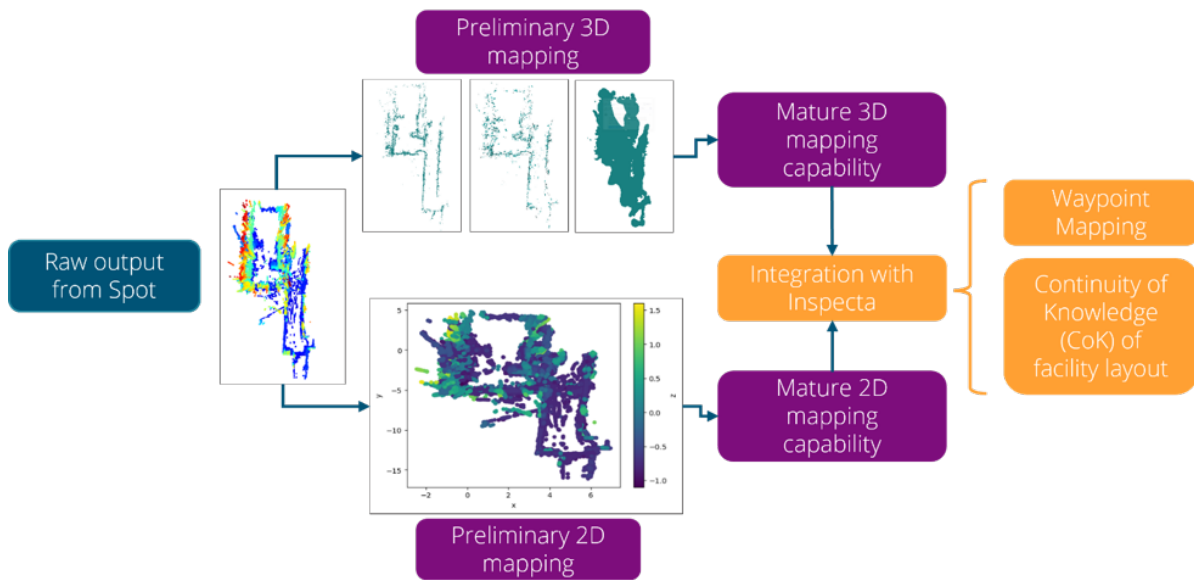 Preliminary 3D
mapping
Mature 3D
mapping
capability
Waypoint
Mapping
Raw output
from Spot
Integration with
Inspecta
Continuity of
Knowledge
(CoK) of
facility layout
5
0
−5
−10
−15
y
−2
0
2
4
6
x
1.5
1.0
0.5
0.0
−0.5
−1.0
z
Mature 2D
mapping
capability
Preliminary 2D
mapping